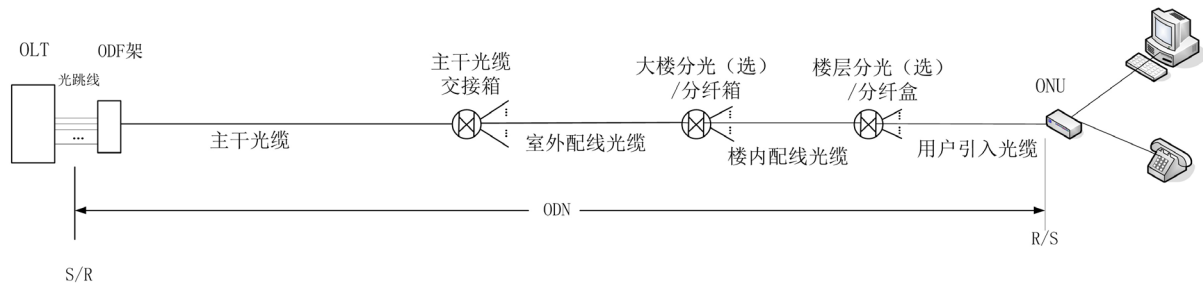 OLT
ODF架
光跳线
主干光缆
主干光缆
交接箱
室外配线光缆
大楼分光（选）
/分纤箱
楼内配线光缆
楼层分光（选）
/分纤盒
用户引入光缆
ONU
ODN
S/R
R/S